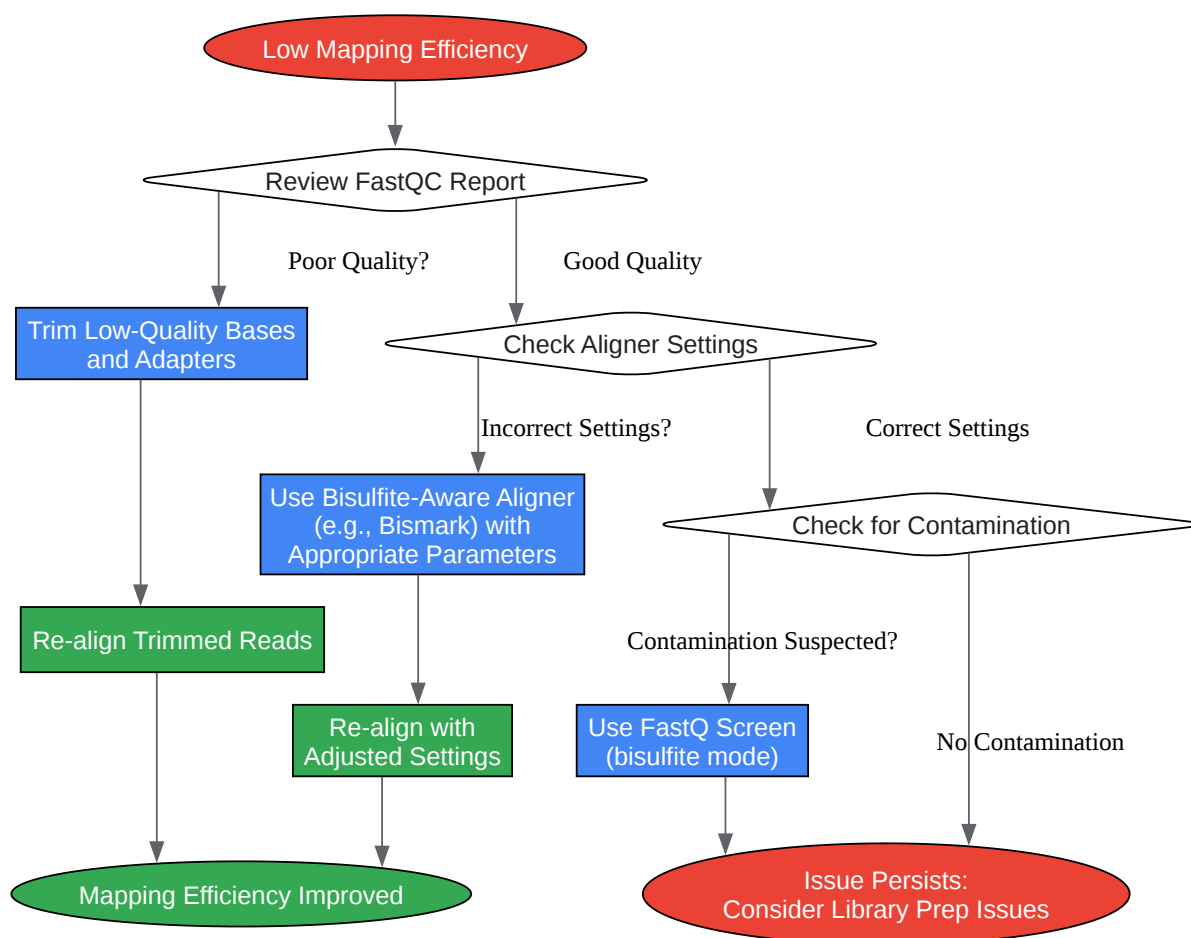 Low Mapping Efficiency
Review FastQC Report
Poor Quality?
Good Quality
Trim Low-Quality Bases
and Adapters
Check Aligner Settings
Incorrect Settings?
Correct Settings
Use Bisulfite-Aware Aligner
(e.g., Bismark) with
Appropriate Parameters
Check for Contamination
Re-align Trimmed Reads
Contamination Suspected?
Re-align with
Adjusted Settings
Use FastQ Screen
(bisulfite mode)
No Contamination
Mapping Efficiency Improved
Issue Persists:
Consider Library Prep Issues